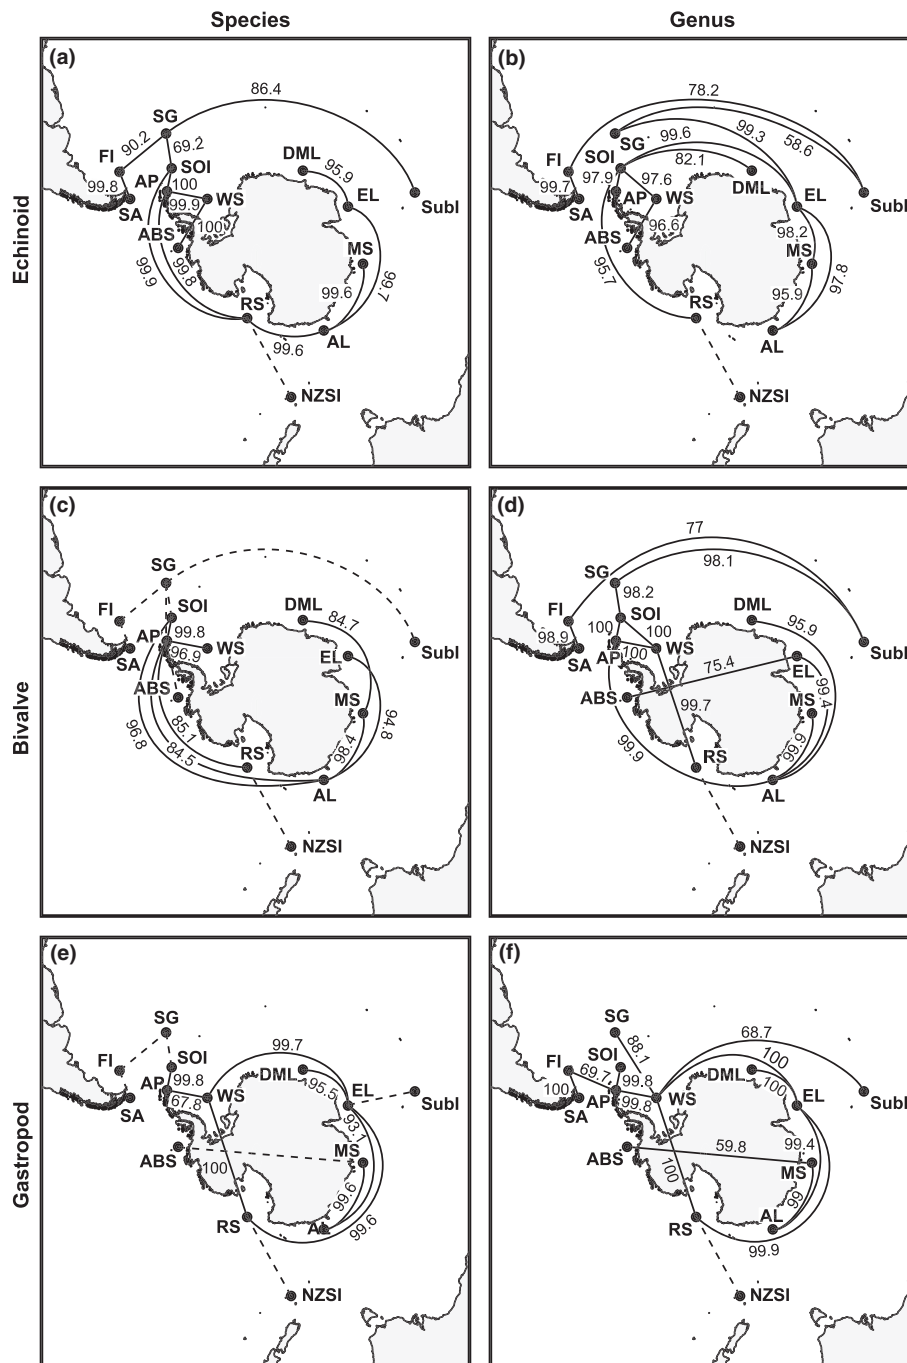 Species
Genus
Echinoid
Bivalve
Gastropod
(a)
86.4
SG
90.2
69.2
FI
SOI
DML
95.9
99.8
AP
100
99.9
WS
EL
SubI
SA
ABS
100
MS
99.9
99.8
99.7
99.6
RS
99.6
AL
NZSI
(b)
78.2
SG
99.6
99.3
58.6
FI
SOI
82.1
DML
99.7
97.9
97.6
AP
WS
EL
SubI
SA
ABS
96.6
98.2
MS
95.7
97.8
95.9
RS
AL
NZSI
(c)
SG
FI
SOI
DML
84.7
AP
99.8
96.9
WS
EL
SubI
SA
ABS
MS
96.8
85.1
84.5
98.4
94.8
RS
AL
NZSI
(d)
77
98.1
SG
98.2
FI
SOI
DML
95.9
98.9
100
100
AP
100
WS
75.4
EL
SubI
SA
ABS
99.7
99.4
MS
99.9
99.9
RS
AL
NZSI
(e)
SG
99.7
FI
SOI
DML
95.5
AP
99.8
67.8
WS
EL
SubI
SA
93.1
ABS
100
MS
99.6
99.6
RS
AL
NZSI
(f)
SG
88.1
68.7
FI
SOI
100
69.7
99.8
DML
100
100
AP
99.8
WS
EL
SubI
SA
ABS
59.8
99.4
MS
100
99
RS
AL
99.9
NZSI